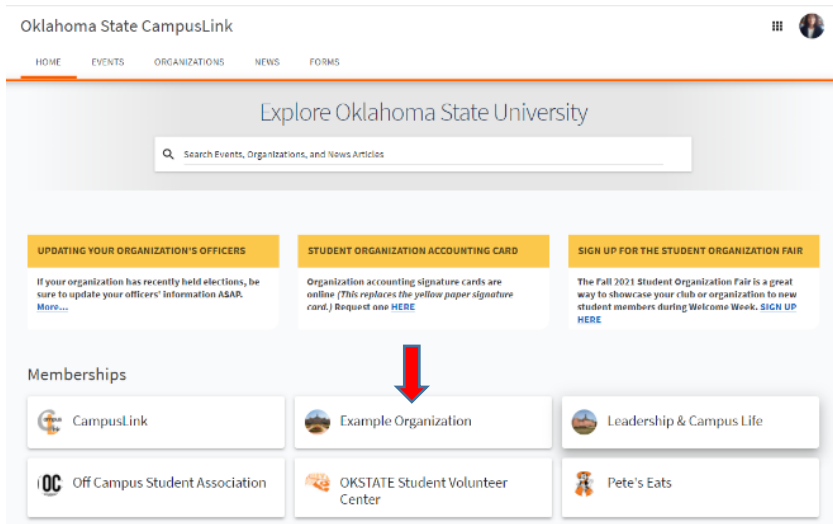 Oklahoma State CampusLink
HOME EVENTS ORGANIZATIONS NEWS FORMS
Explore Oklahoma State University
Search Events, Organizations, and News Articles
UPDATING YOUR ORGANIZATION'S OFFICERS
If your organization has recently held elections, be
sure to update your officers' information ASAP.
More...
STUDENT ORGANIZATION ACCOUNTING CARD
Organization accounting signature cards are
online (This replaces the yellow paper signature
card.) Request one HERE
SIGN UP FOR THE STUDENT ORGANIZATION FAIR
The Fall 2021 Student Organization Fair is a great
way to showcase your club or organization to new
student members during Welcome Week. SIGN UP
HERE
Memberships
CampusLink
Example Organization
Leadership & Campus Life
OC
Off Campus Student Association
OKSTATE Student Volunteer
Center
Pete's Eats